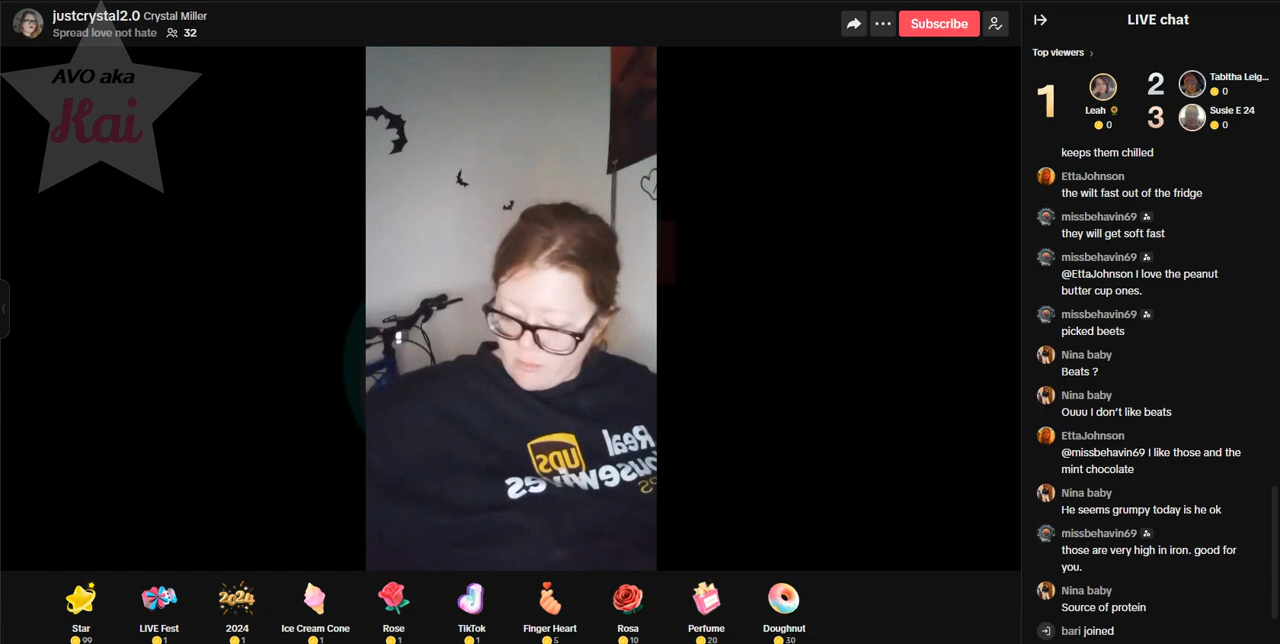 justcrystal2.0 Crystal Miller
Spread love not hate 32
Subscribe
AVO aka
Kai
Real
UPS
Housewives
LIVE chat
Top viewers
1
Leah
0
2
Tabitha Leig...
0
3
Susie E 24
0
keeps them chilled
EttaJohnson
the wilt fast out of the fridge
missbehavin69
they will get soft fast
missbehavin69
@EttaJohnson I love the peanut
butter cup ones.
missbehavin69
picked beets
Nina baby
Beats ?
Nina baby
Ouuu I don't like beats
EttaJohnson
@missbehavin69 I like those and the
mint chocolate
Nina baby
He seems grumpy today is he ok
missbehavin69
those are very high in iron. good for
you.
Nina baby
Source of protein
bari joined
2024
Star
99
LIVE Fest
1
2024
1
Ice Cream Cone
1
Rose
1
TikTok
1
Finger Heart
5
Rosa
10
Perfume
20
Doughnut
30